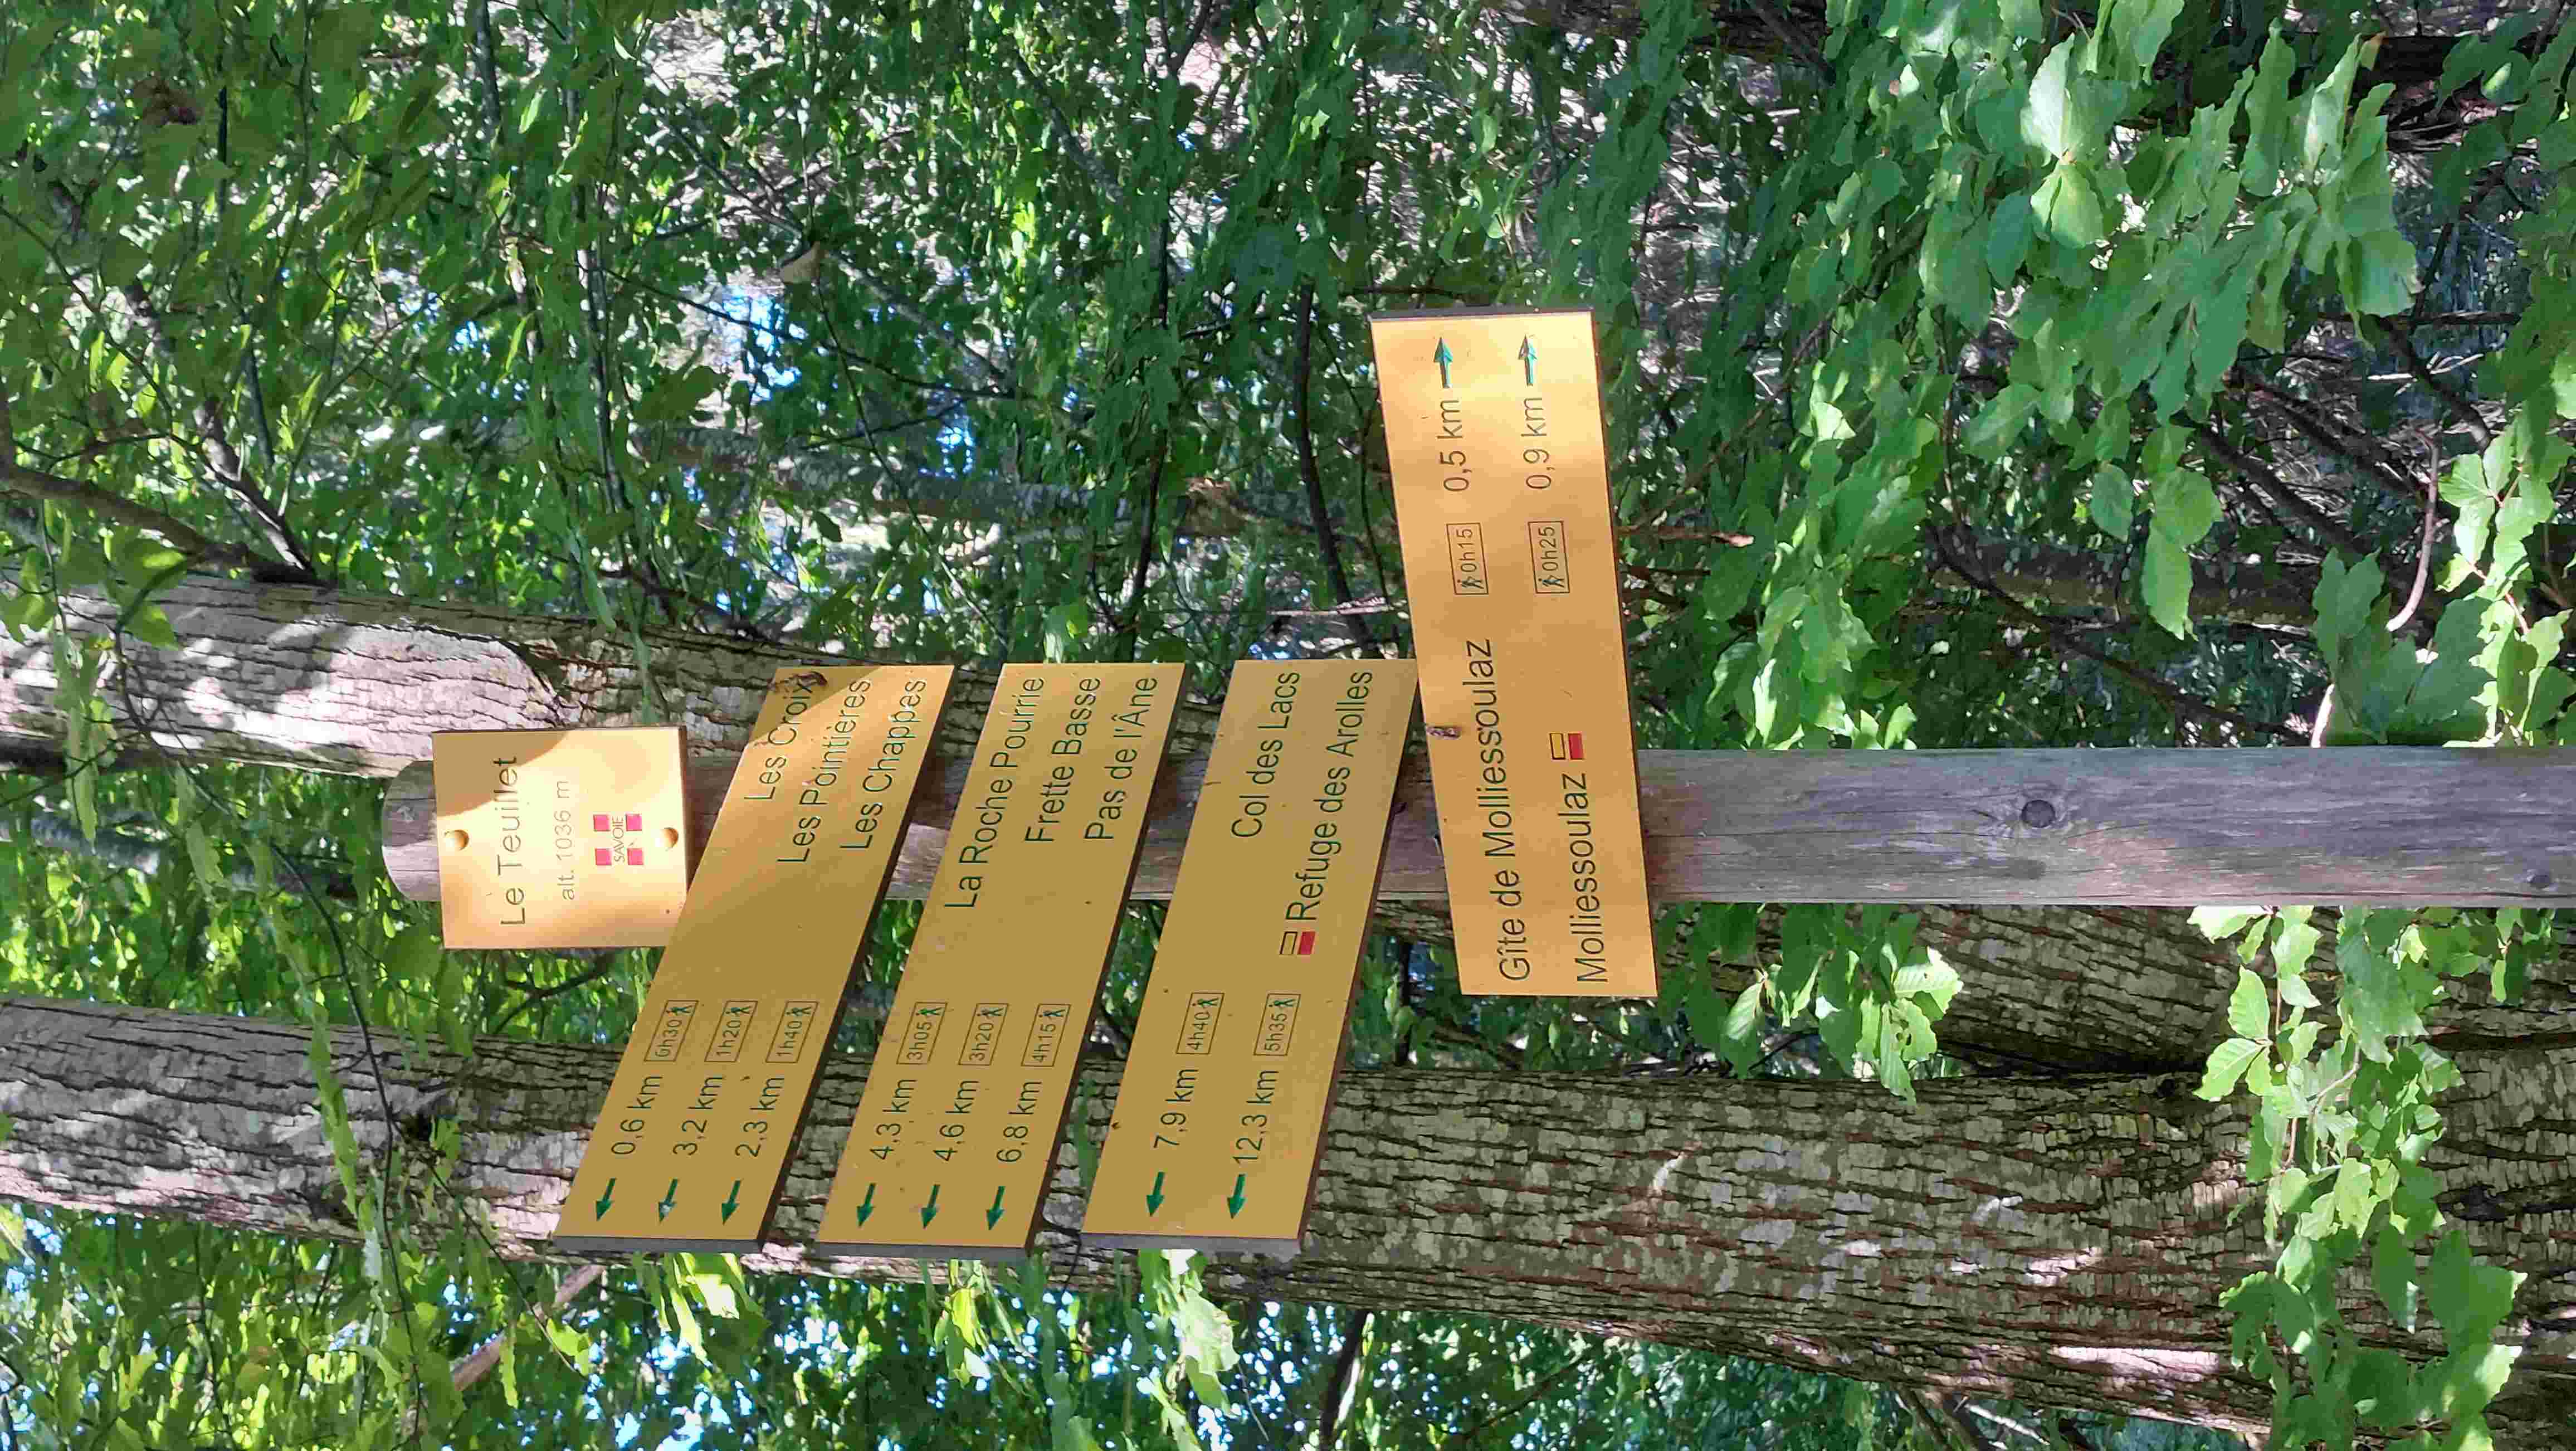 Le Teuillet
alt. 1036 m
SAVOIE
0,6 km 0h30 Les Croix
3,2 km 1h20 Les Pointières
2,3 km 1h40 Les Chappes
4,3 km 3h05 La Roche Pourrie
4,6 km 3h20 Frette Basse
6,8 km 4h15 Pas de l'Âne
7,9 km 4h40 Col des Lacs
12,3 km 5h35 Refuge des Arolles
Gîte de Molliessoulaz 0h15 0,5 km
Molliessoulaz 0h25 0,9 km